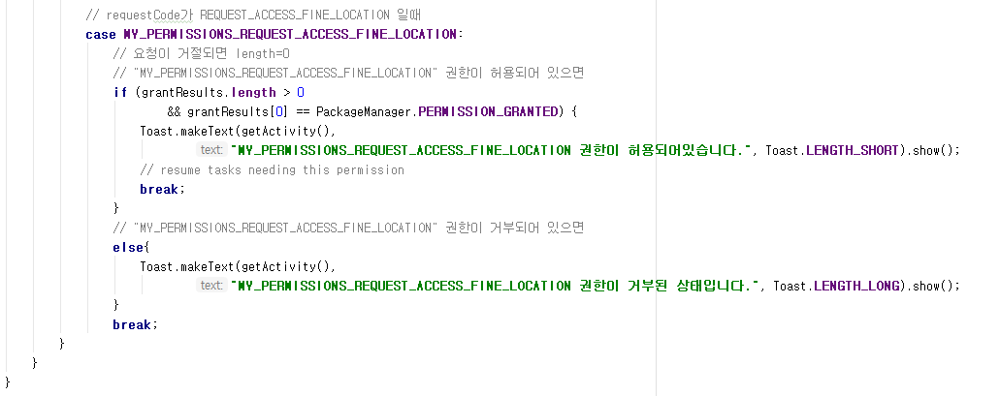 // requestCode가 REQUEST_ACCESS_FINE_LOCATION 일때
case MY_PERMISSIONS_REQUEST_ACCESS_FINE_LOCATION:
// 요청이 거절되면 length=0
// "MY_PERMISSIONS_REQUEST_ACCESS_FINE_LOCATION" 권한이 허용되어 있으면
if (grantResults.length > 0
&& grantResults[0] == PackageManager.PERMISSION_GRANTED) {
Toast.makeText(getActivity(),
text: "MY_PERMISSIONS_REQUEST_ACCESS_FINE_LOCATION 권한이 허용되어있습니다.", Toast.LENGTH_SHORT).show();
// resume tasks needing this permission
break;
}
// "MY_PERMISSIONS_REQUEST_ACCESS_FINE_LOCATION" 권한이 거부되어 있으면
else{
Toast.makeText(getActivity(),
text: "MY_PERMISSIONS_REQUEST_ACCESS_FINE_LOCATION 권한이 거부된 상태입니다.", Toast.LENGTH_LONG).show();
}
break;
}
}
}